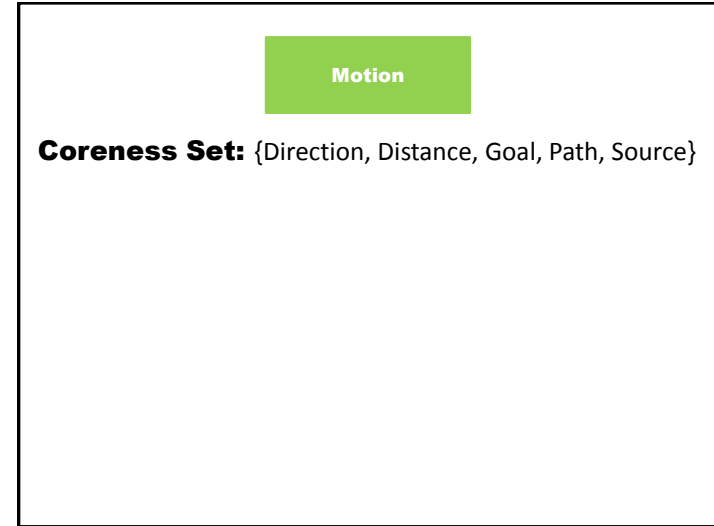 Motion
Coreness Set: {Direction, Distance, Goal, Path, Source}